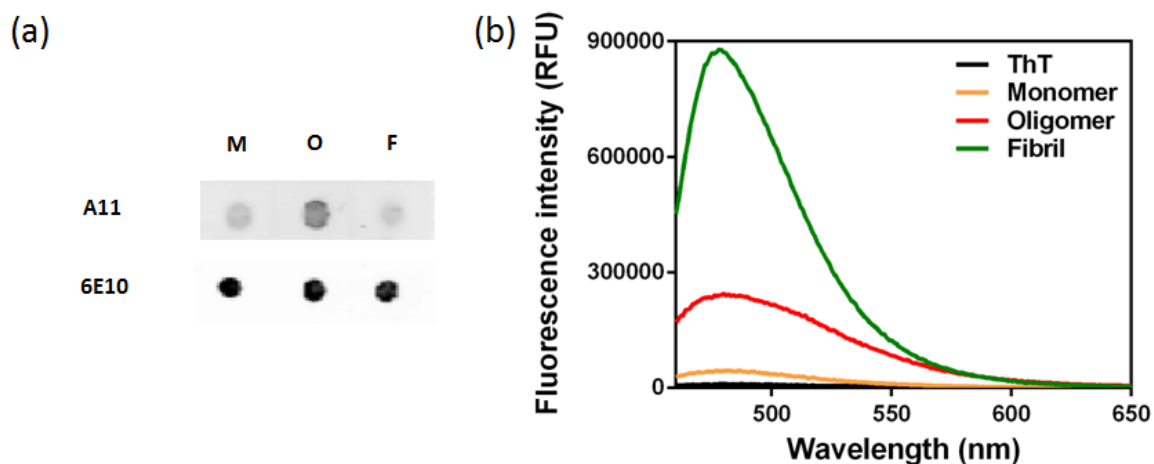 (a)
M O F
A11
6E10
(b)
Fluorescence intensity (RFU)
900000
600000
300000
0
ThT
Monomer
Oligomer
Fibril
500 550 600 650
Wavelength (nm)